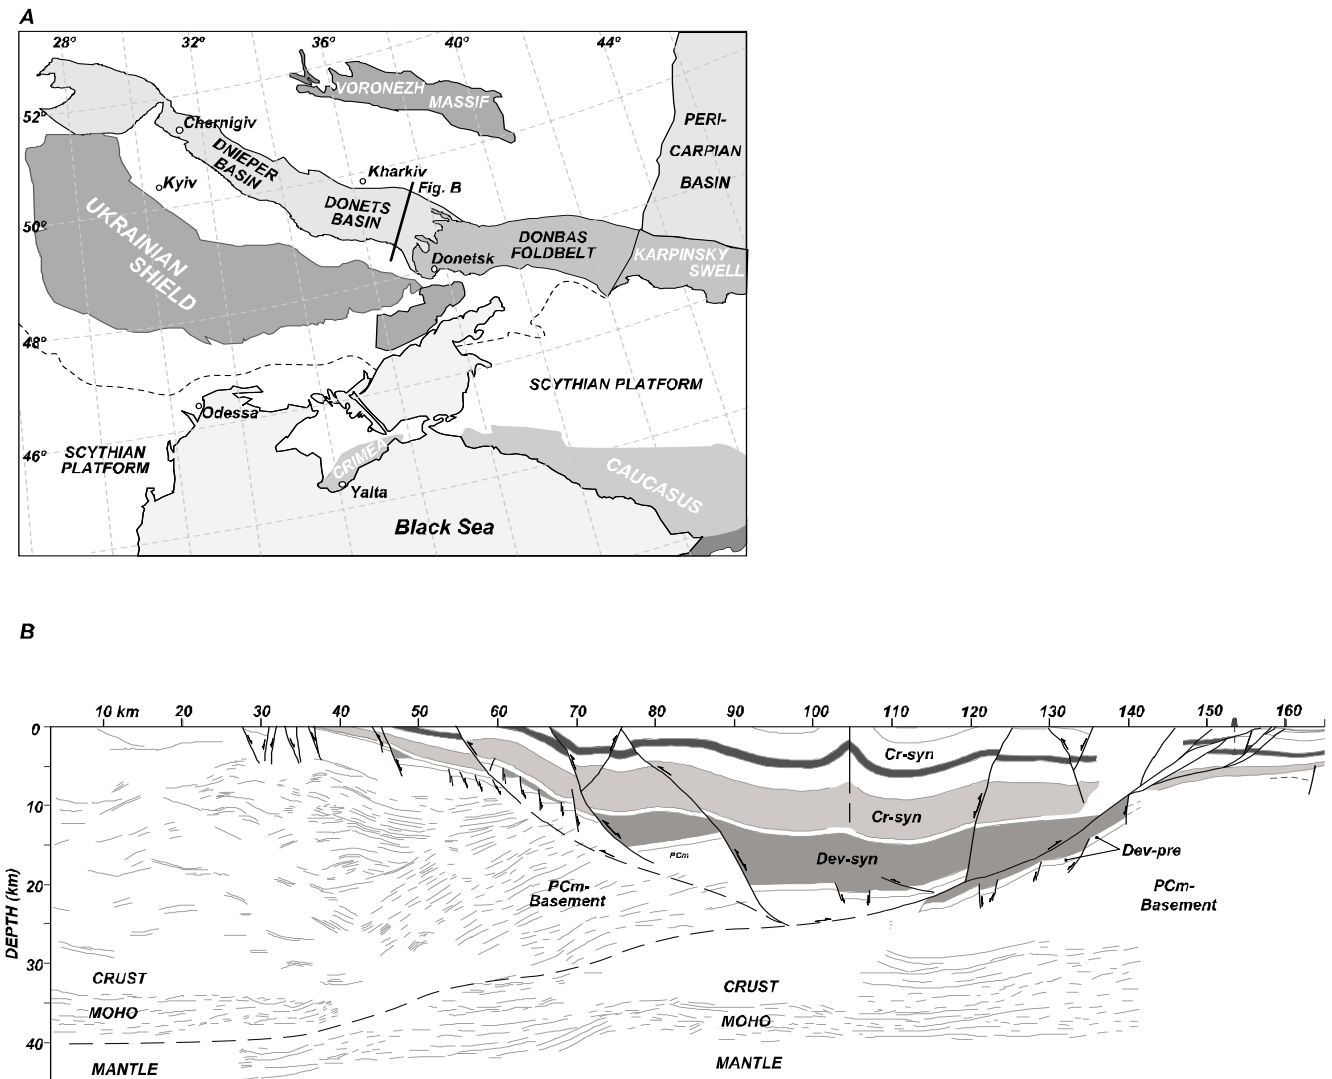 A
28° 32° 36° 40° 44°
VORONEZH
MASSIF
52°
Chernigiv
PERI-
CARPIAN
BASIN
DNIEPER
BASIN
Kharkiv
Kyiv
Fig. B
DONETS
BASIN
UKRAINIAN
SHIELD
50°
DONBAS
FOLDBELT
KARPINSKY
SWELL
Donetsk
48°
SCYTHIAN PLATFORM
Odessa
SCYTHIAN
PLATFORM
46°
CRIMEA
CAUCASUS
Yalta
Black Sea
B
10 km 20 30 40 50 60 70 80 90 100 110 120 130 140 150 160
0
Cr-syn
10
Cr-syn
Dev-syn
Dev-pre
PCm
20
PCm-
Basement
PCm-
Basement
DEPTH (km)
30
CRUST
CRUST
MOHO
MOHO
40
MANTLE
MANTLE